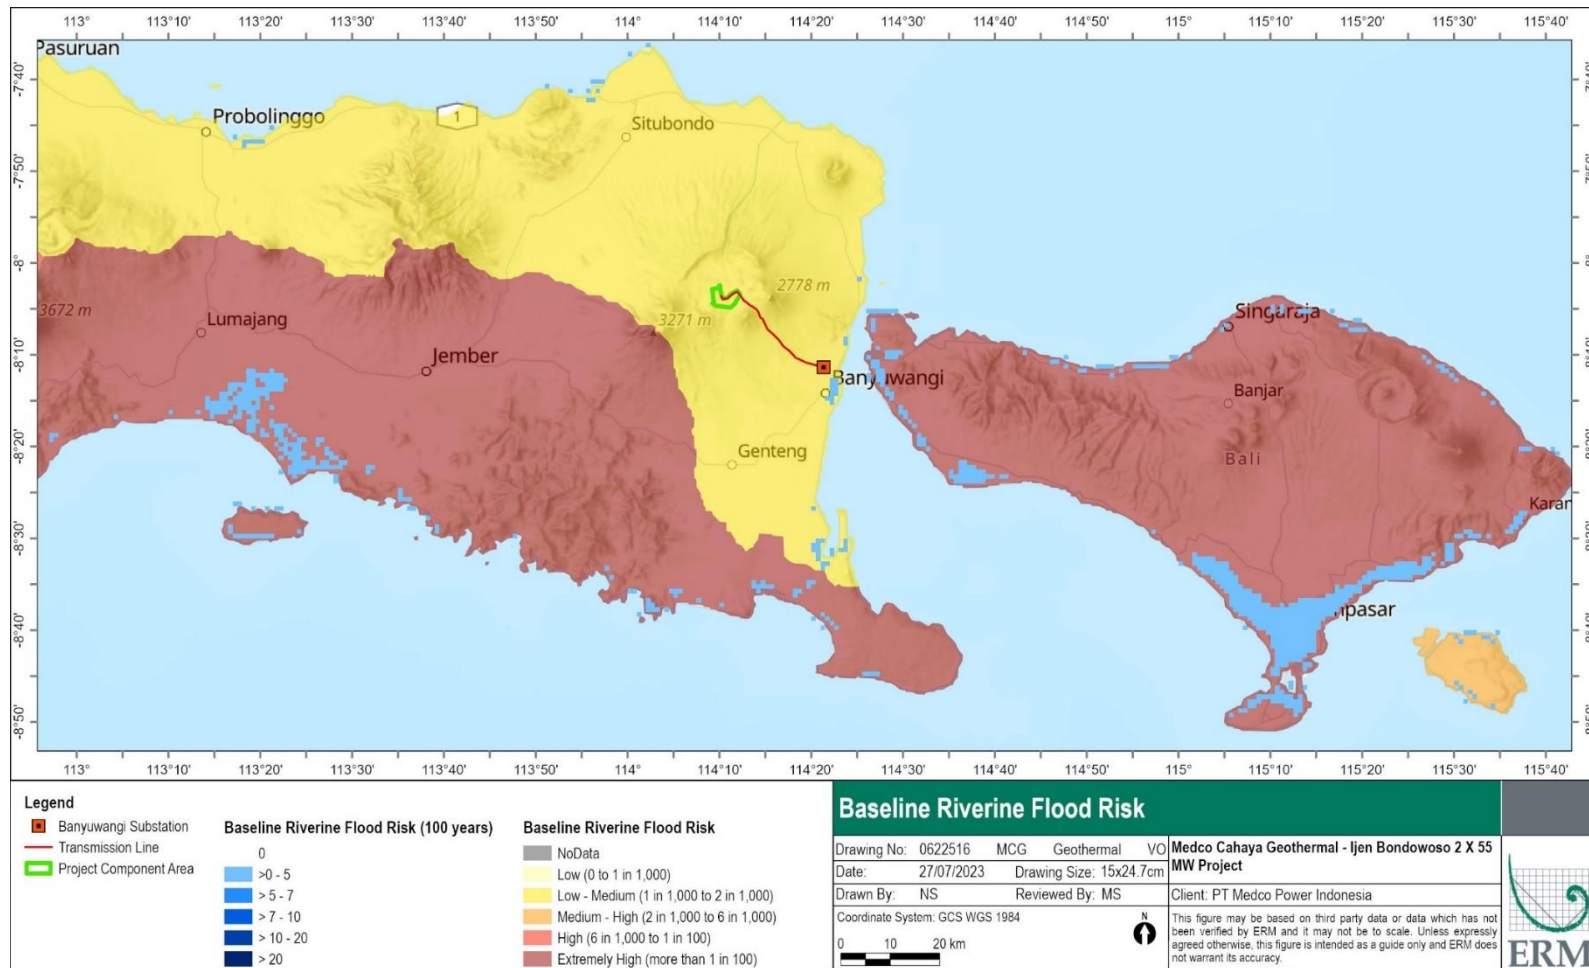 113° 113°10' 113°20' 113°30' 113°40' 113°50' 114° 114°10' 114°20' 114°30' 114°40' 114°50' 115° 115°10' 115°20' 115°30' 115°40'
-7°40' -7°50' -8° -8°10' -8°20' -8°30' -8°40' -8°50'
Pasuruan
Probolinggo
1
Situbondo
2778 m
3271 m
3672 m
Lumajang
Jember
Banyuwangi
Genteng
Singaraja
Banjar
Bali
Karan
npasar
113° 113°10' 113°20' 113°30' 113°40' 113°50' 114° 114°10' 114°20' 114°30' 114°40' 114°50' 115° 115°10' 115°20' 115°30' 115°40'
Legend
Banyuwangi Substation
Transmission Line
Project Component Area
Baseline Riverine Flood Risk (100 years)
0
>0 - 5
> 5 - 7
> 7 - 10
> 10 - 20
> 20
Baseline Riverine Flood Risk
NoData
Low (0 to 1 in 1,000)
Low - Medium (1 in 1,000 to 2 in 1,000)
Medium - High (2 in 1,000 to 6 in 1,000)
High (6 in 1,000 to 1 in 100)
Extremely High (more than 1 in 100)
Baseline Riverine Flood Risk
Drawing No: 0622516 MCG Geothermal VO
Date: 27/07/2023 Drawing Size: 15x24.7cm
Drawn By: NS Reviewed By: MS
Coordinate System: GCS WGS 1984
N
0 10 20 km
Medco Cahaya Geothermal - Ijen Bondowoso 2 X 55
MW Project
Client: PT Medco Power Indonesia
This figure may be based on third party data or data which has not
been verified by ERM and it may not be to scale. Unless expressly
agreed otherwise, this figure is intended as a guide only and ERM does
not warrant its accuracy.
ERM